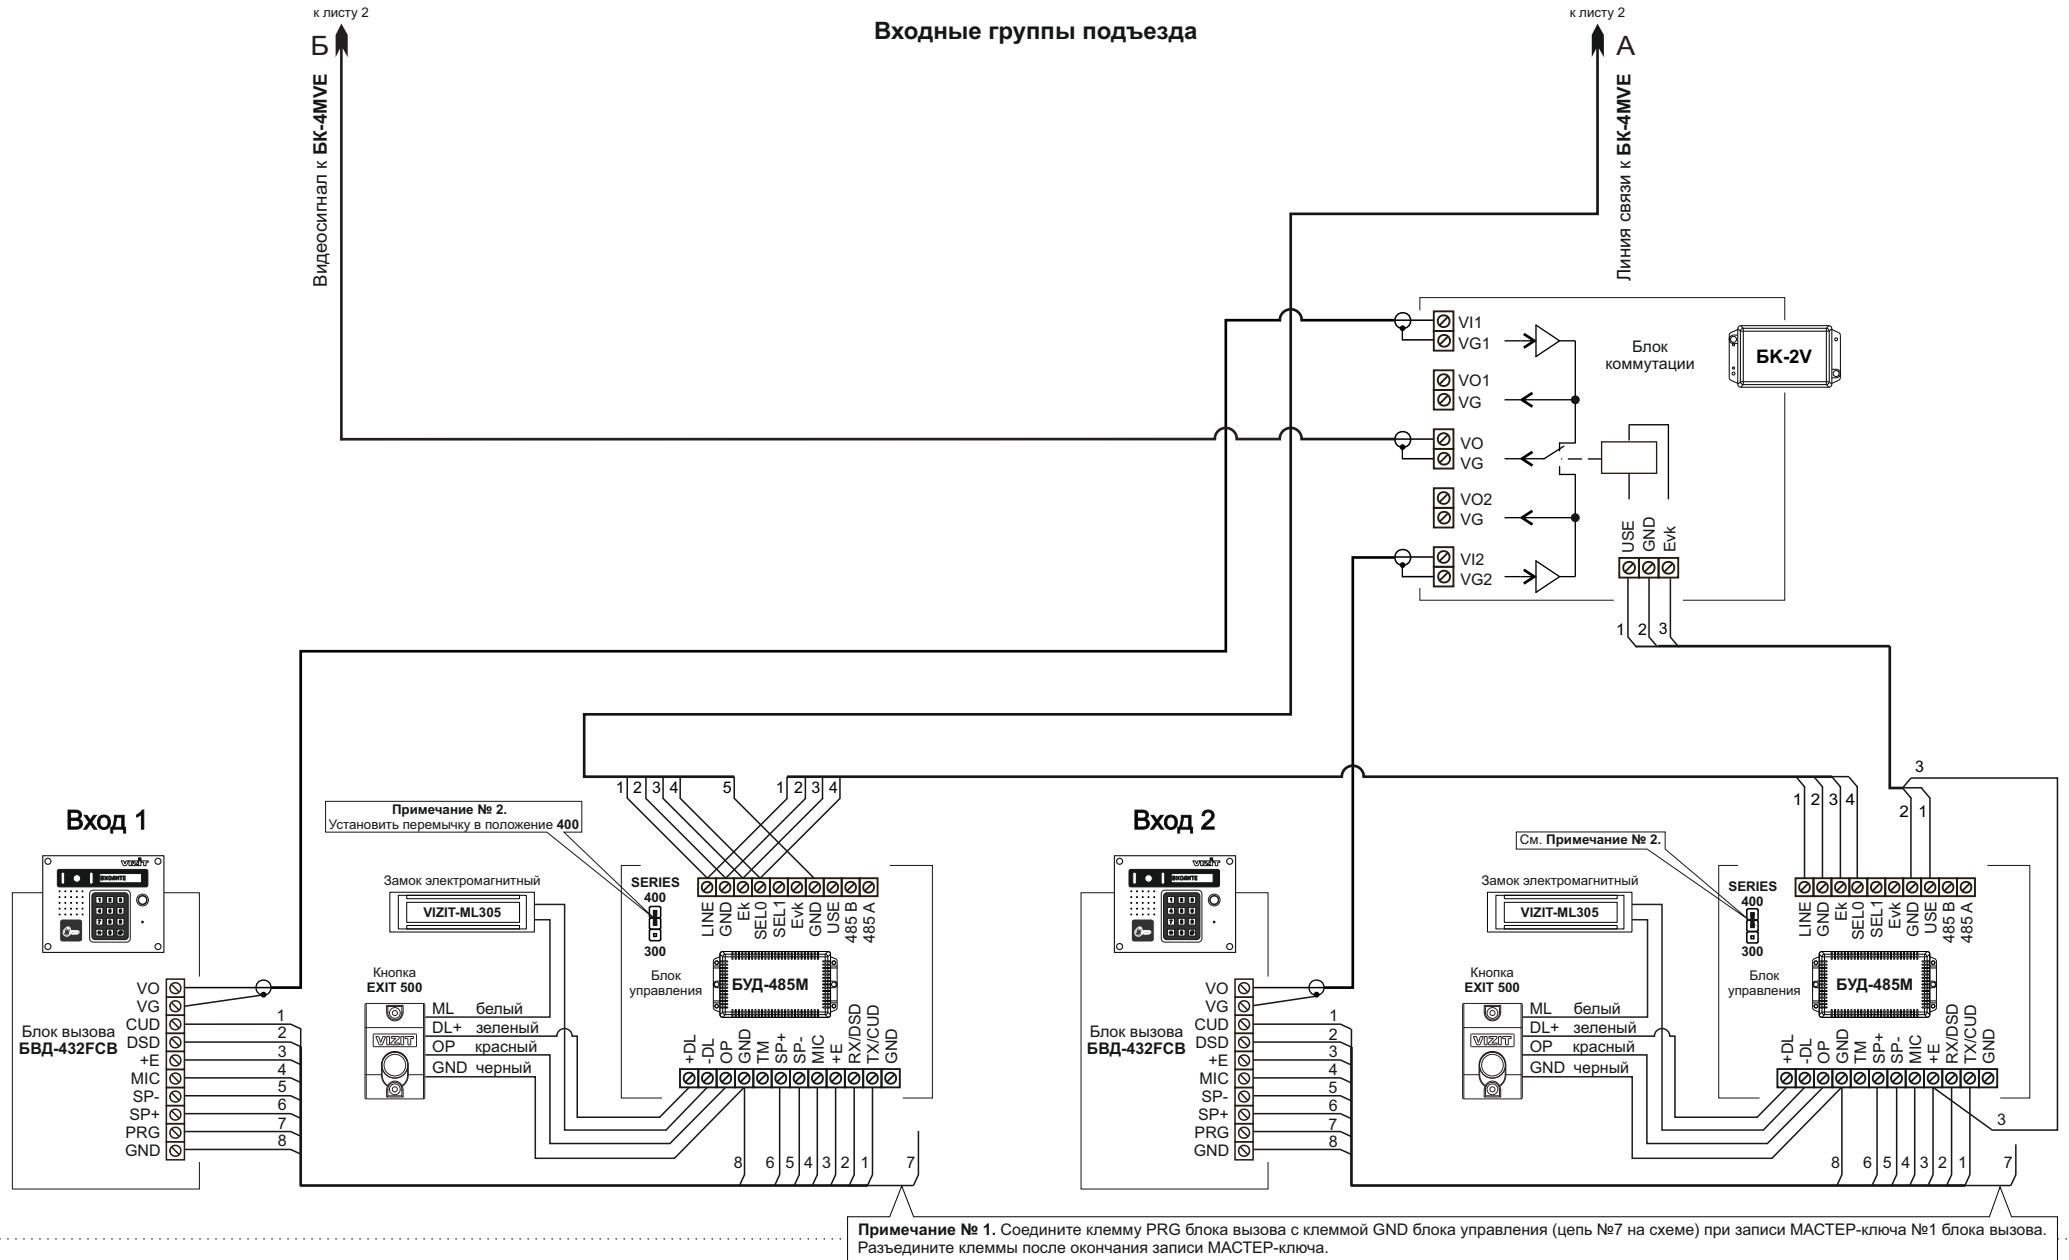 к листу 2
Входные группы подъезда
к листу 2
Б
А
Видеосигнал к БК-4MVE
Линия связи к БК-4MVE
VI1
VG1
VO1
VG
VO
VG
VO2
VG
VI2
VG2
Блок
коммутации
БК-2V
USE
GND
Evk
1 2 3
Вход 1
VIZIT
ВХОДИТЕ
Блок вызова
БВД-432FCB
VO
VG
CUD
DSD
+E
MIC
SP-
SP+
PRG
GND
1
2
3
4
5
6
7
8
Примечание № 2.
Установить перемычку в положение 400
Замок электромагнитный
VIZIT-ML305
Кнопка
EXIT 500
VIZIT
ML белый
DL+ зеленый
OP красный
GND черный
SERIES
400
300
Блок
управления
БУД-485М
1 2 3 4 5 1 2 3 4
LINE
GND
Ek
SEL0
SEL1
Evk
GND
USE
485 B
485 A
+DL
-DL
OP
GND
TM
SP+
SP-
MIC
+E
RX/DSD
TX/CUD
GND
8 6 5 4 3 2 1 7
Вход 2
VIZIT
ВХОДИТЕ
Блок вызова
БВД-432FCB
VO
VG
CUD
DSD
+E
MIC
SP-
SP+
PRG
GND
1
2
3
4
5
6
7
8
См. Примечание № 2.
Замок электромагнитный
VIZIT-ML305
Кнопка
EXIT 500
VIZIT
ML белый
DL+ зеленый
OP красный
GND черный
SERIES
400
300
Блок
управления
БУД-485М
1 2 3 4 2 1 3
LINE
GND
Ek
SEL0
SEL1
Evk
GND
USE
485 B
485 A
+DL
-DL
OP
GND
TM
SP+
SP-
MIC
+E
RX/DSD
TX/CUD
GND
3
8 6 5 4 3 2 1 7
Примечание № 1. Соедините клемму PRG блока вызова с клеммой GND блока управления (цепь №7 на схеме) при записи МАСТЕР-ключа №1 блока вызова.
Разъедините клеммы после окончания записи МАСТЕР-ключа.